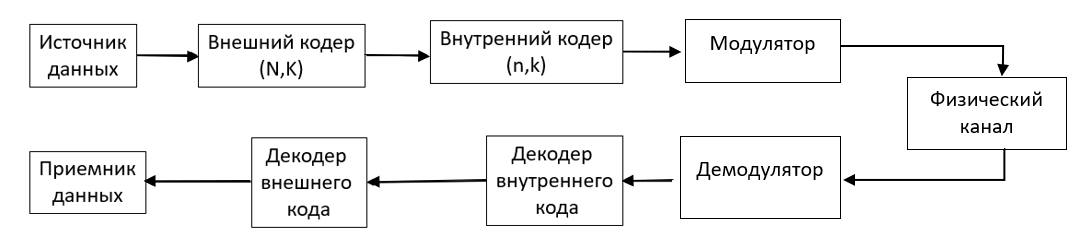 Источник
данных
Внешний кодер
(N,K)
Внутренний кодер
(n,k)
Модулятор
Физический
канал
Приемник
данных
Декодер
внешнего
кода
Декодер
внутреннего
кода
Демодулятор